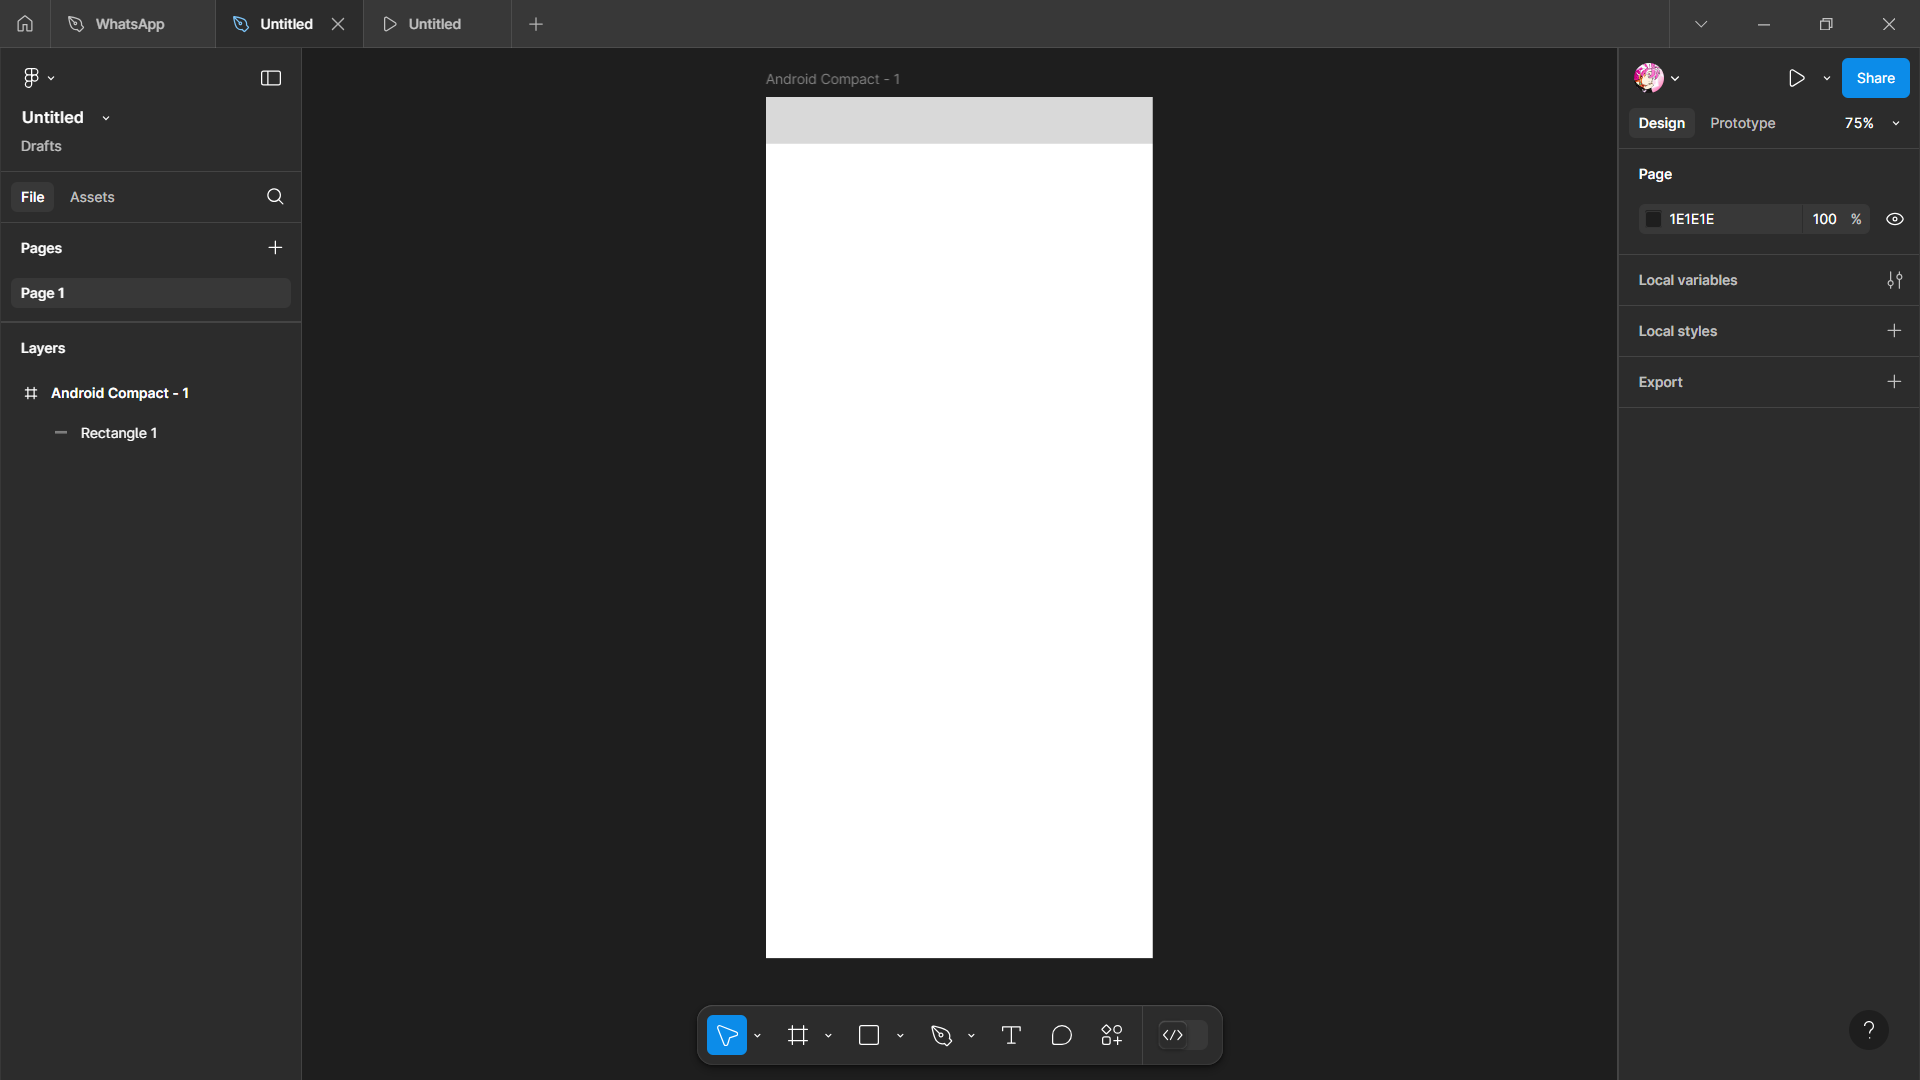 WhatsApp
Untitled
Untitled
Untitled
Drafts
File
Assets
Pages
Page 1
Layers
Android Compact - 1
Rectangle 1
Android Compact - 1
Share
Design
Prototype
75%
Page
1E1E1E
100 %
Local variables
Local styles
Export
?